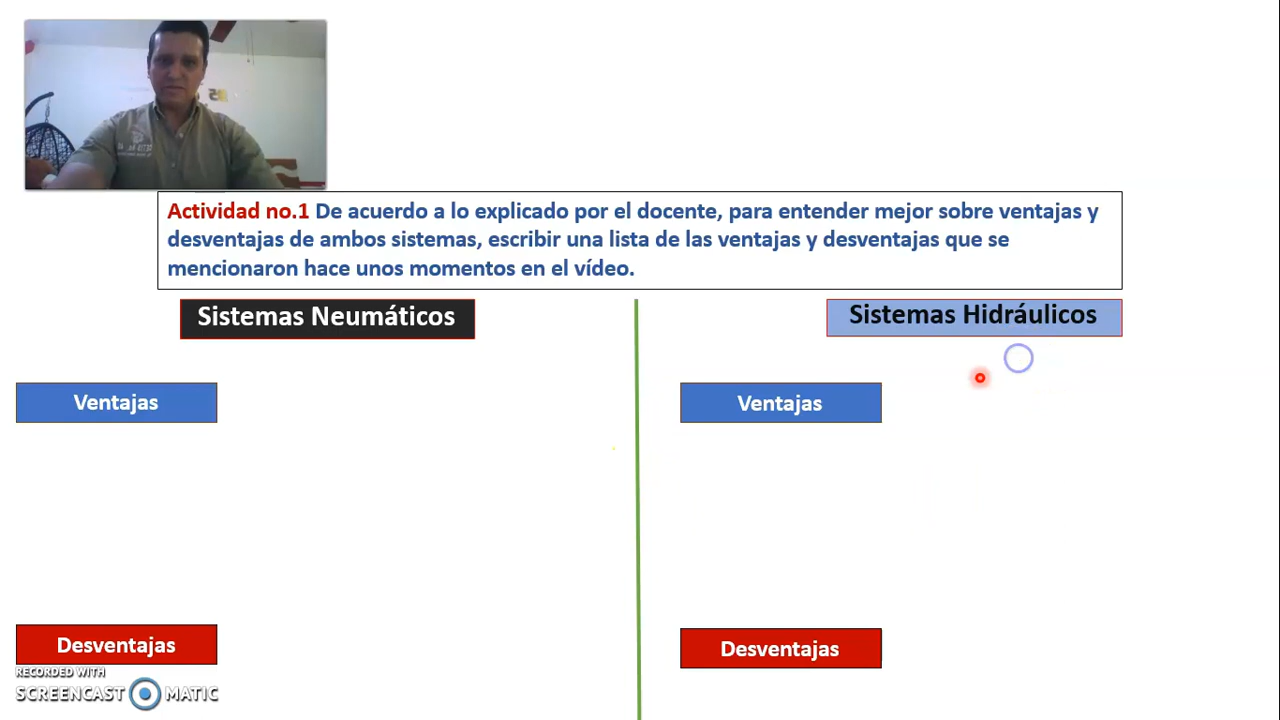 Actividad no.1 De acuerdo a lo explicado por el docente, para entender mejor sobre ventajas y
desventajas de ambos sistemas, escribir una lista de las ventajas y desventajas que se
mencionaron hace unos momentos en el vídeo.
Sistemas Neumáticos
Sistemas Hidráulicos
Ventajas
Ventajas
Desventajas
Desventajas
RECORDED WITH
SCREENCAST MATIC